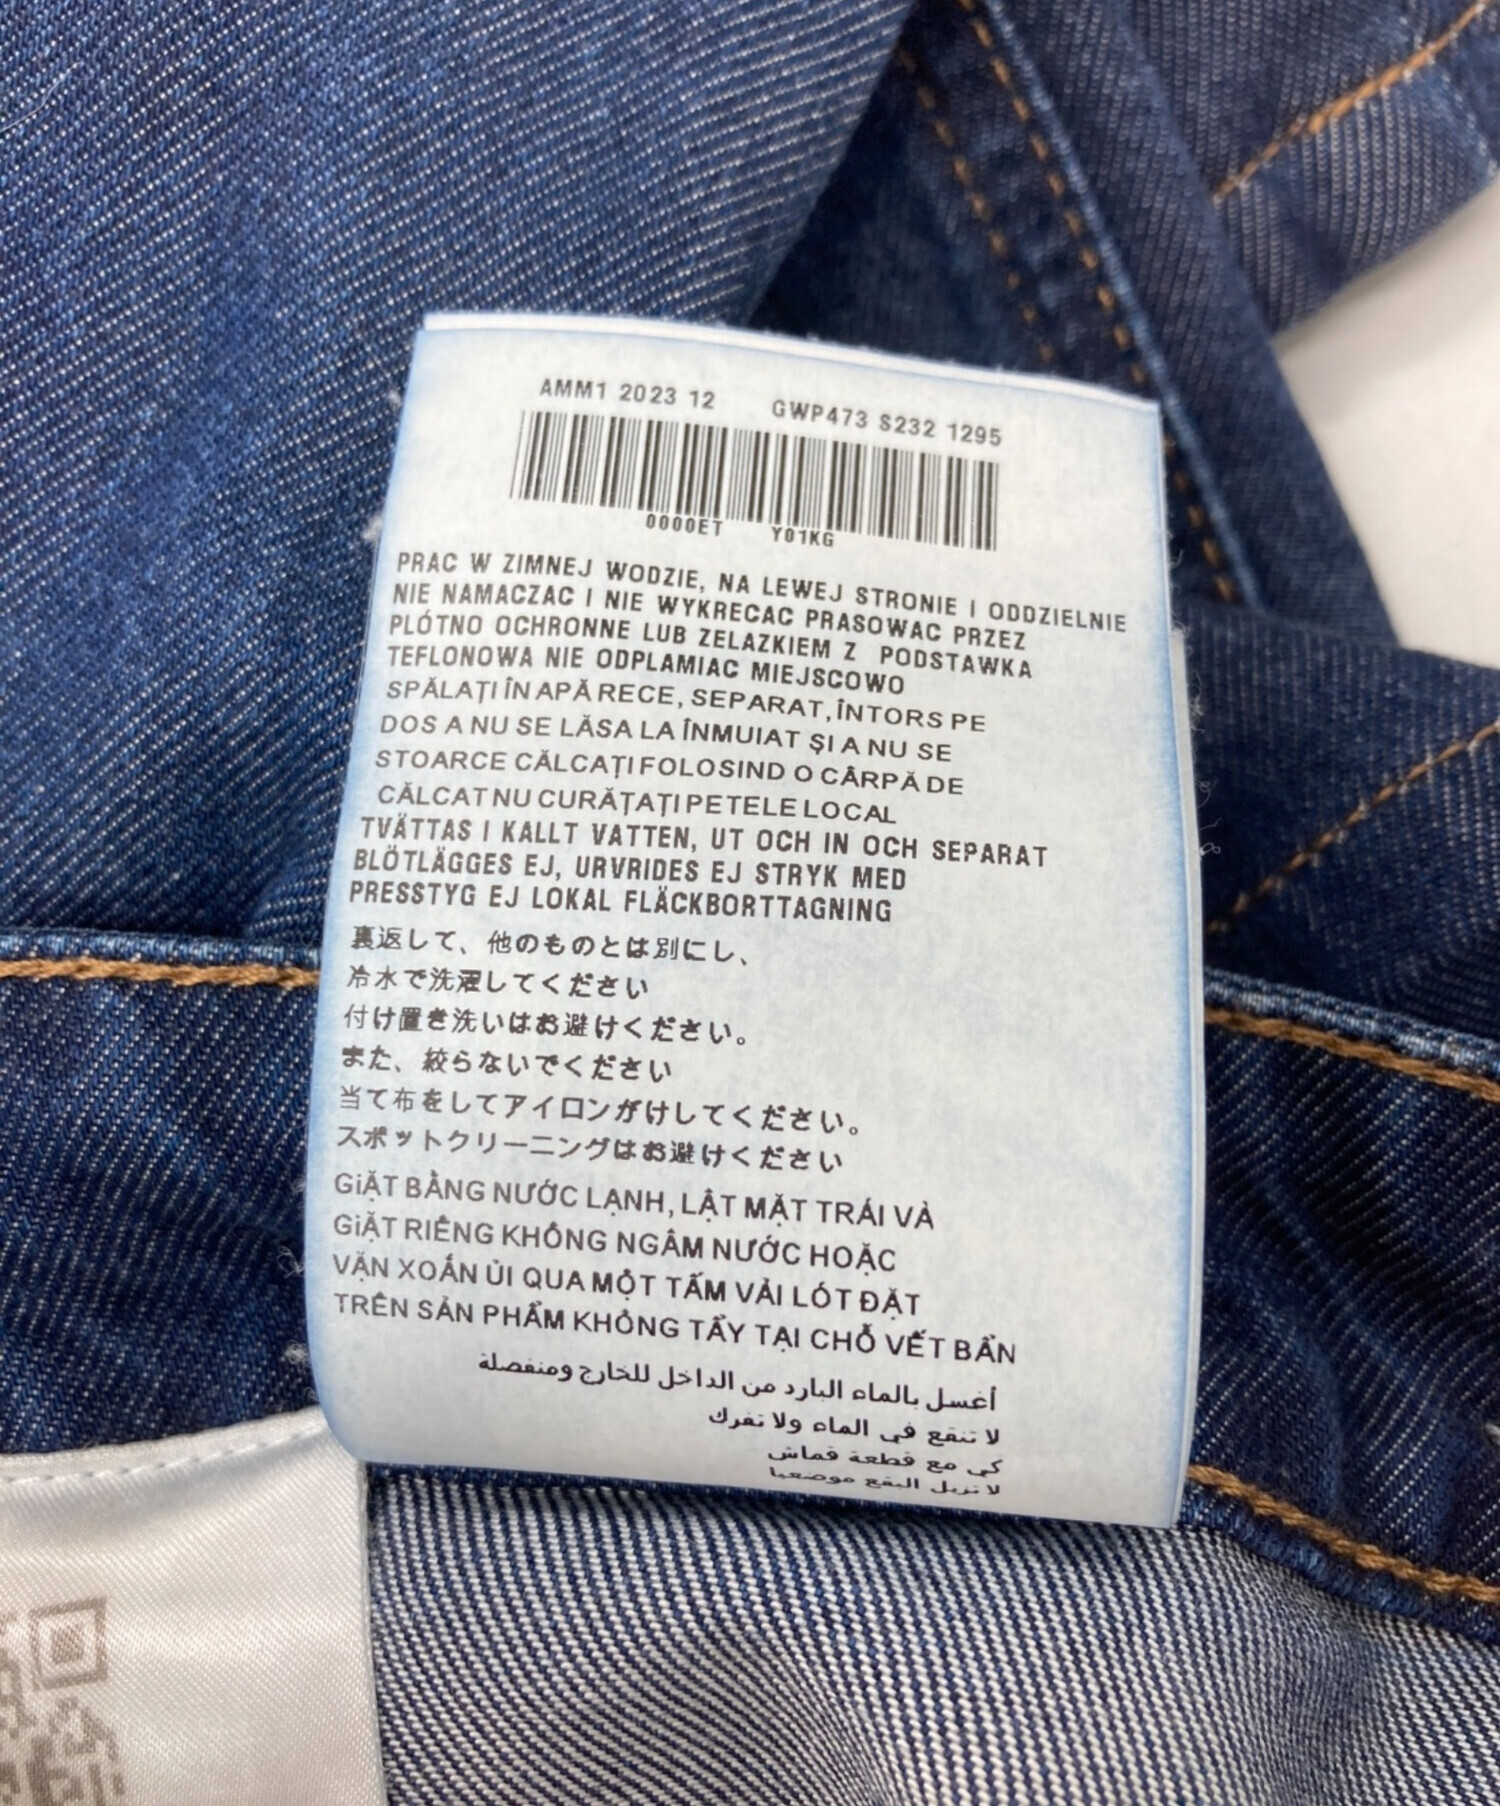 AMM1 2023 12 GWP473 S232 1295
0000ET Y01KG
PRAC W ZIMNEJ WODZIE, NA LEWEJ STRONIE I ODDZIELNIE
NIE NAMACZAC I NIE WYKRECAC PRASOWAC PRZEZ
PLÓTNO OCHRONNE LUB ZELAZKIEM Z PODSTAWKA
TEFLONOWA NIE ODPLAMIAC MIEJSCOWO
SPĂLAȚI ÎN APĂ RECE, SEPARAT, ÎNTORS PE
DOS A NU SE LĂSA LA ÎNMUIAT ȘI A NU SE
STOARCE CĂLCAȚI FOLOSIND O CÂRPĂ DE
CĂLCAT NU CURĂȚAȚI PETELE LOCAL
TVÄTTAS I KALLT VATTEN, UT OCH IN OCH SEPARAT
BLÖTLÄGGES EJ, URVRIDES EJ STRYK MED
PRESSTYG EJ LOKAL FLÄCKBORTTAGNING
裏返して、他のものとは別にし、
冷水で洗濯してください
付け置き洗いはお避けください。
また、絞らないでください
当て布をしてアイロンがけしてください。
スポットクリーニングはお避けください
GiẶT BẰNG NƯỚC LẠNH, LẬT MẶT TRÁI VÀ
GiẶT RIÊNG KHÔNG NGÂM NƯỚC HOẶC
VẶN XOẮN ỦI QUA MỘT TẤM VẢI LÓT ĐẶT
TRÊN SẢN PHẨM KHÔNG TẨY TẠI CHỖ VẾT BẨN
أغسل بالماء البارد من الداخل للخارج ومنفصلة
لا تنقع في الماء ولا تفرك
كي مع قطعة قماش
لا تزيل البقع موضعيا